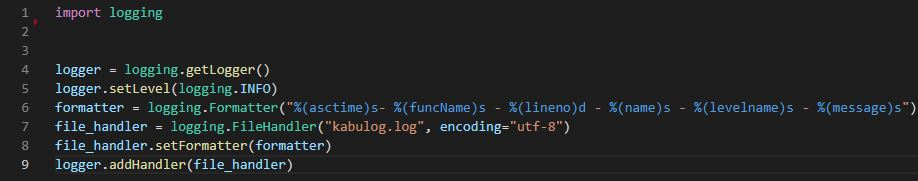 1 import logging
2
3
4 logger = logging.getLogger()
5 logger.setLevel(logging.INFO)
6 formatter = logging.Formatter("%(asctime)s- %(funcName)s - %(lineno)d - %(name)s - %(levelname)s - %(message)s")
7 file_handler = logging.FileHandler("kabulog.log", encoding="utf-8")
8 file_handler.setFormatter(formatter)
9 logger.addHandler(file_handler)